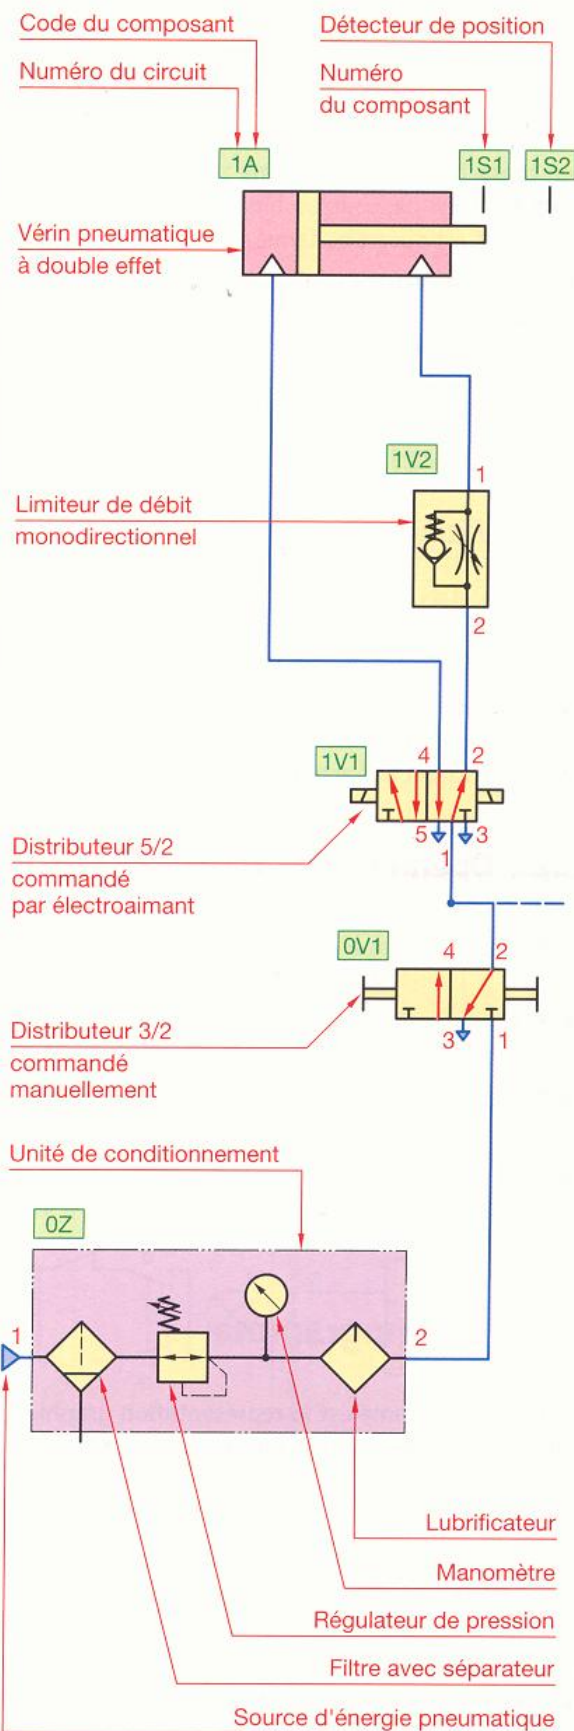 Code du composant
Détecteur de position
Numéro du circuit
Numéro
du composant
1A
1S1
1S2
Vérin pneumatique
à double effet
1V2
1
Limiteur de débit
monodirectionnel
2
1V1
4
2
5
3
1
Distributeur 5/2
commandé
par électroaimant
0V1
4
2
3
1
Distributeur 3/2
commandé
manuellement
Unité de conditionnement
0Z
1
2
Lubrificateur
Manomètre
Régulateur de pression
Filtre avec séparateur
Source d'énergie pneumatique